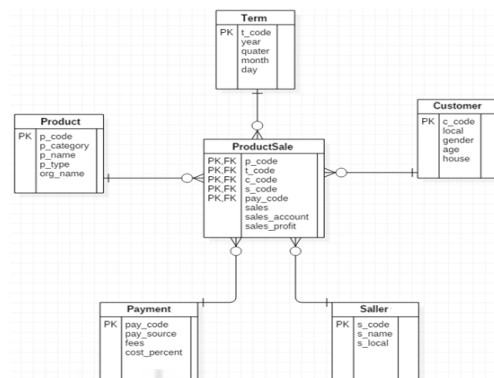 Term
PK t_code
year
quater
month
day
Customer
PK c_code
local
gender
age
house
Product
PK p_code
p_category
p_name
p_type
org_name
ProductSale
PK,FK p_code
PK,FK t_code
PK,FK c_code
PK,FK s_code
PK,FK pay_code
sales
sales_account
sales_profit
Payment
PK pay_code
pay_source
fees
cost_percent
Saller
PK s_code
s_name
s_local